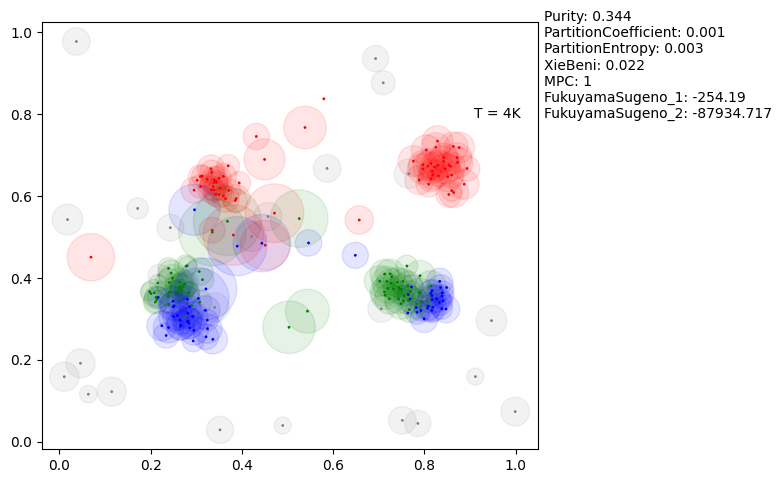 Purity: 0.344
PartitionCoefficient: 0.001
PartitionEntropy: 0.003
XieBeni: 0.022
MPC: 1
FukuyamaSugeno_1: -254.19
FukuyamaSugeno_2: -87934.717
T = 4K
1.0
0.8
0.6
0.4
0.2
0.0
0.0 0.2 0.4 0.6 0.8 1.0